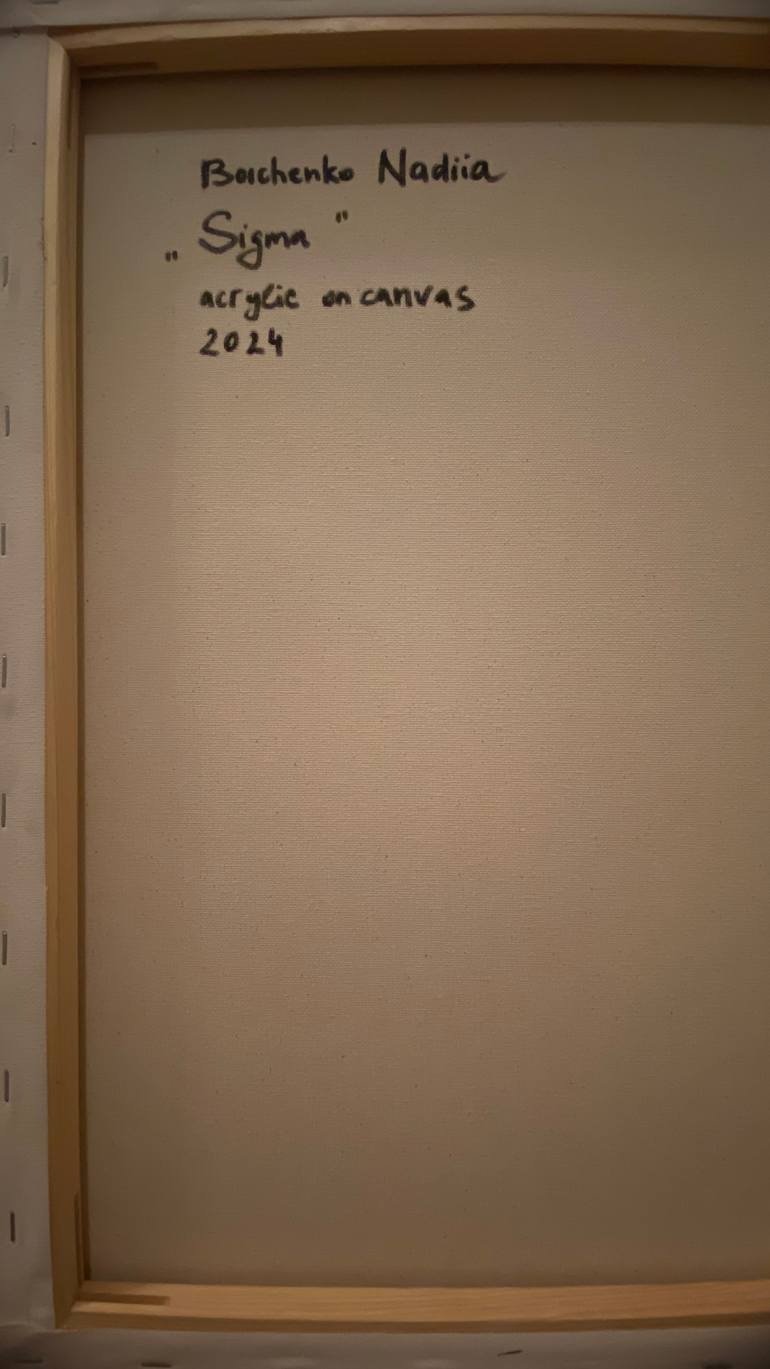 Boichenko Nadiia
„ Sigma "
acrylic on canvas
2024